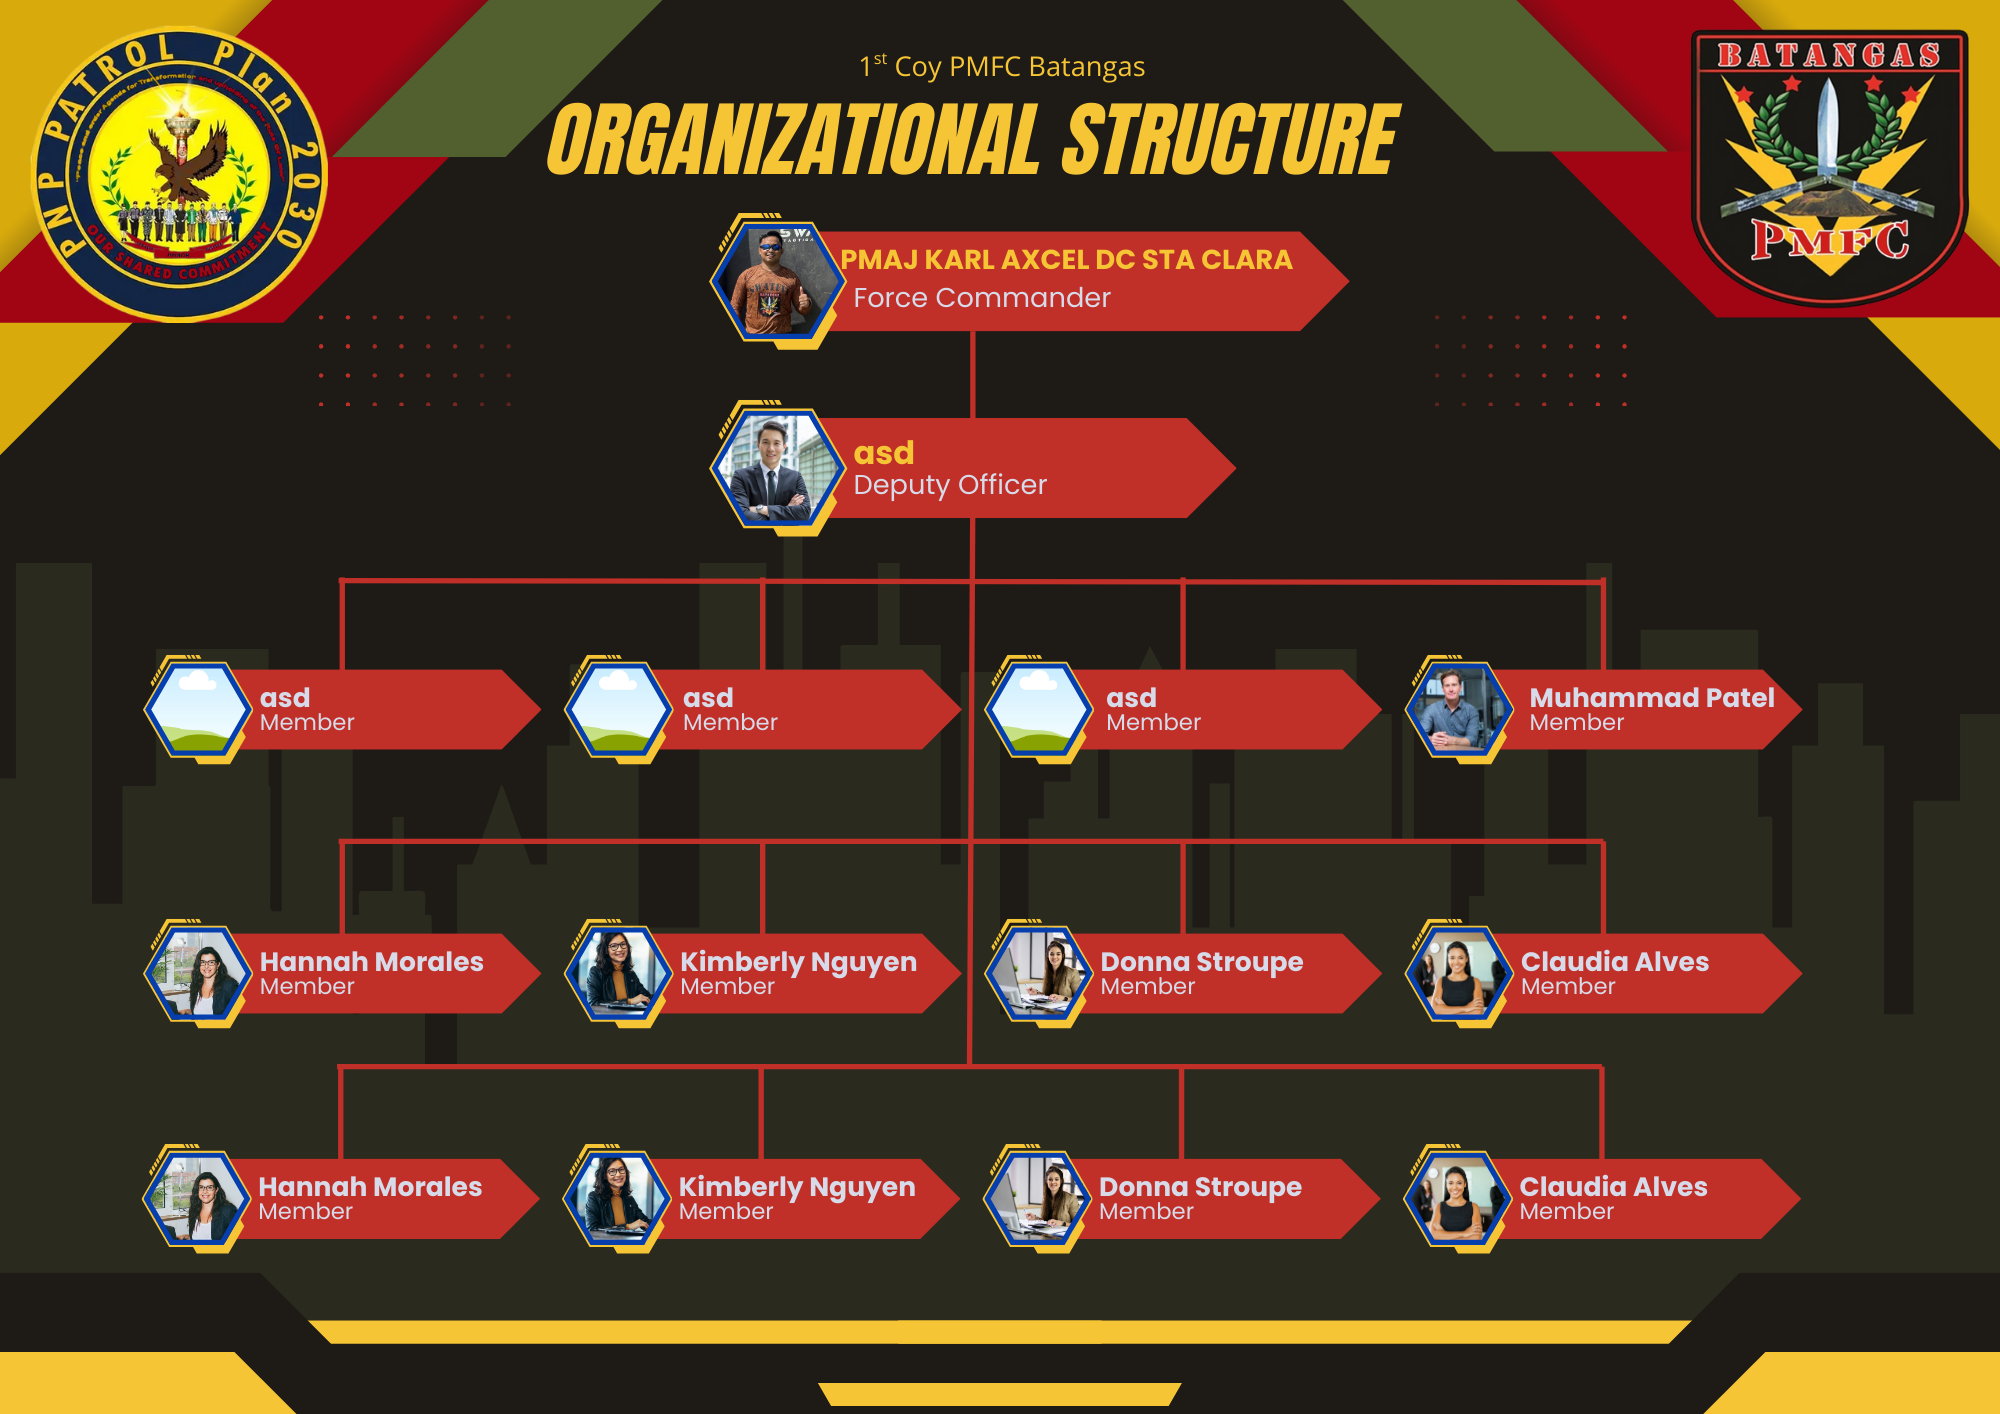 1st Coy PMFC Batangas
ORGANIZATIONAL STRUCTURE
PNP PATROL Plan 2030
OUR SHARED COMMITMENT
BATANGAS
PMFC
PMAJ KARL AXCEL DC STA CLARA
Force Commander
asd
Deputy Officer
asd
Member
asd
Member
asd
Member
Muhammad Patel
Member
Hannah Morales
Member
Kimberly Nguyen
Member
Donna Stroupe
Member
Claudia Alves
Member
Hannah Morales
Member
Kimberly Nguyen
Member
Donna Stroupe
Member
Claudia Alves
Member